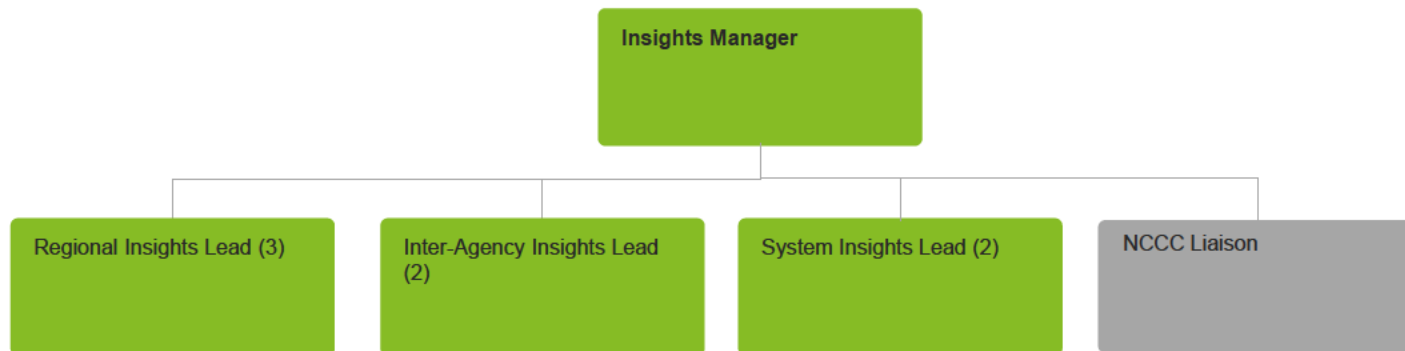 Insights Manager
Regional Insights Lead (3)
Inter-Agency Insights Lead
(2)
System Insights Lead (2)
NCCC Liaison